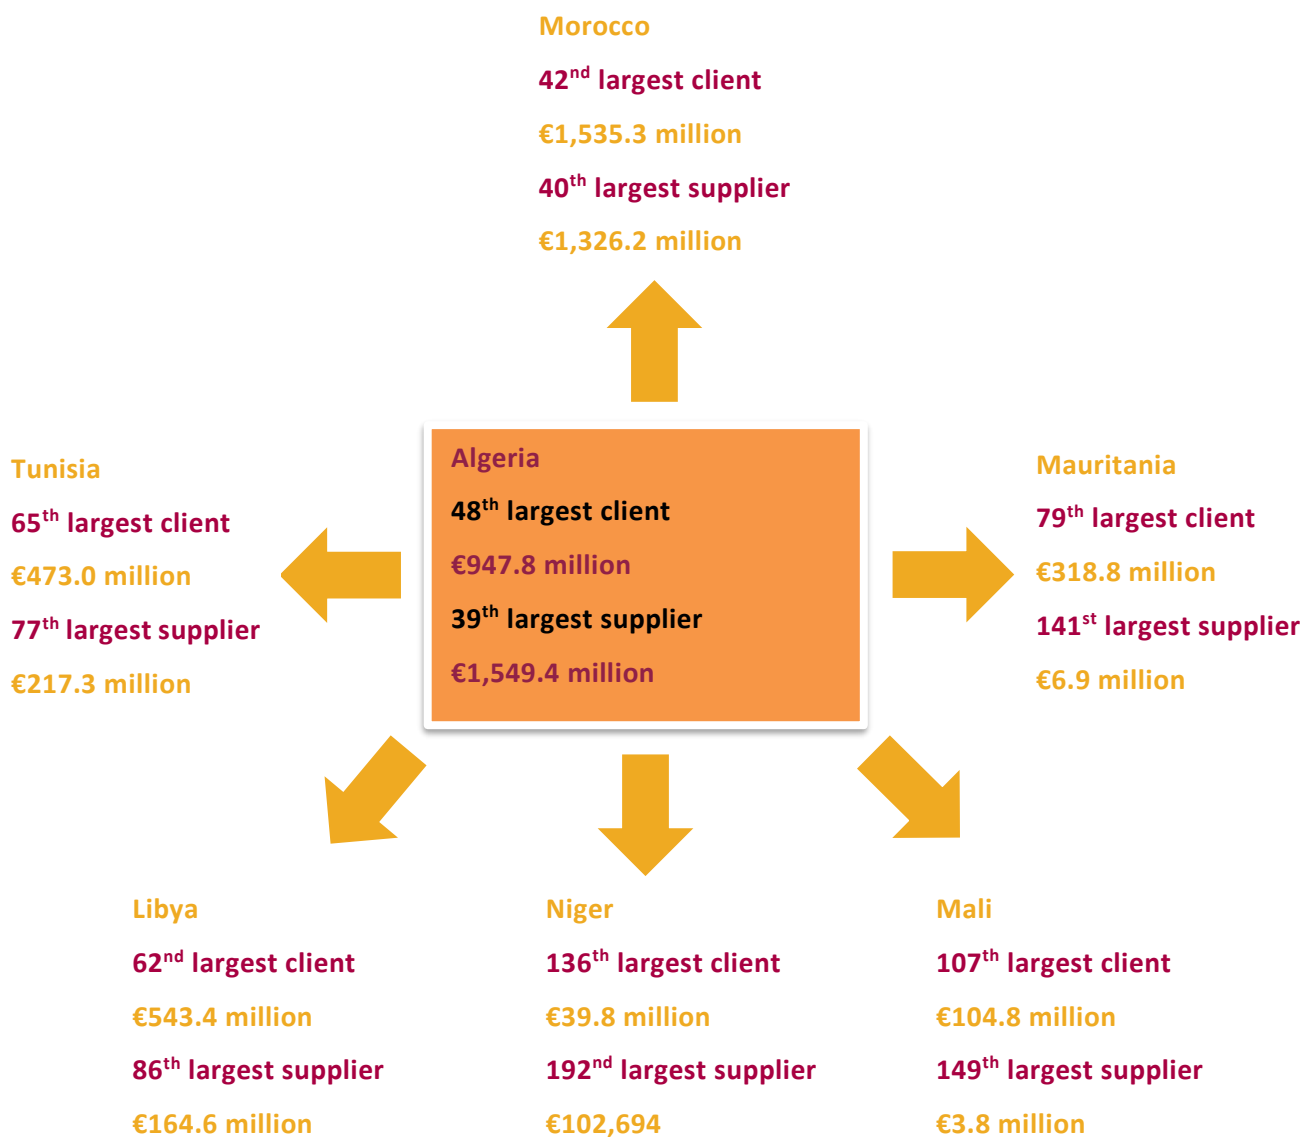 Morocco
42nd largest client
€1,535.3 million
40th largest supplier
€1,326.2 million
Tunisia
65th largest client
€473.0 million
77th largest supplier
€217.3 million
Algeria
48th largest client
€947.8 million
39th largest supplier
€1,549.4 million
Mauritania
79th largest client
€318.8 million
141st largest supplier
€6.9 million
Libya
62nd largest client
€543.4 million
86th largest supplier
€164.6 million
Niger
136th largest client
€39.8 million
192nd largest supplier
€102,694
Mali
107th largest client
€104.8 million
149th largest supplier
€3.8 million